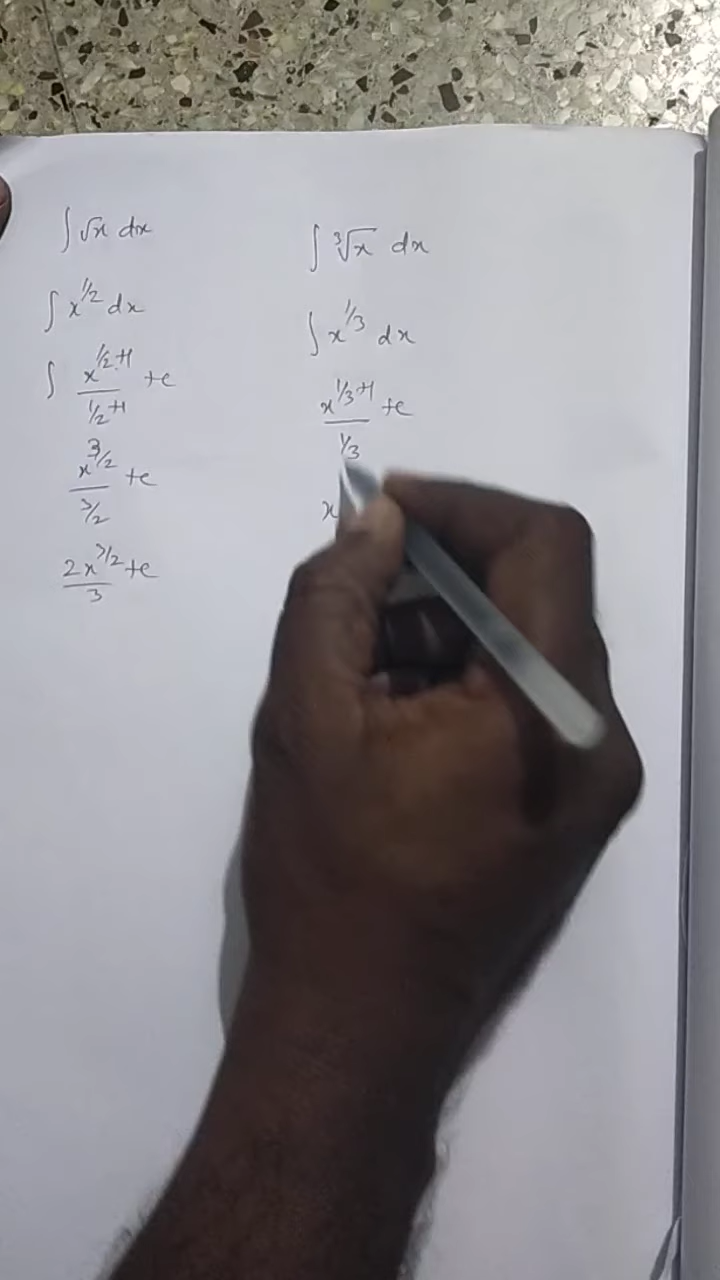 ∫ √x dx
∫ x^1/2 dx
∫ x^1/2+1 / 1/2+1 +c
x^3/2 / 3/2 +c
2x^3/2 / 3 +c
∫ ∛x dx
∫ x^1/3 dx
x^1/3+1 / 1/3 +c
x